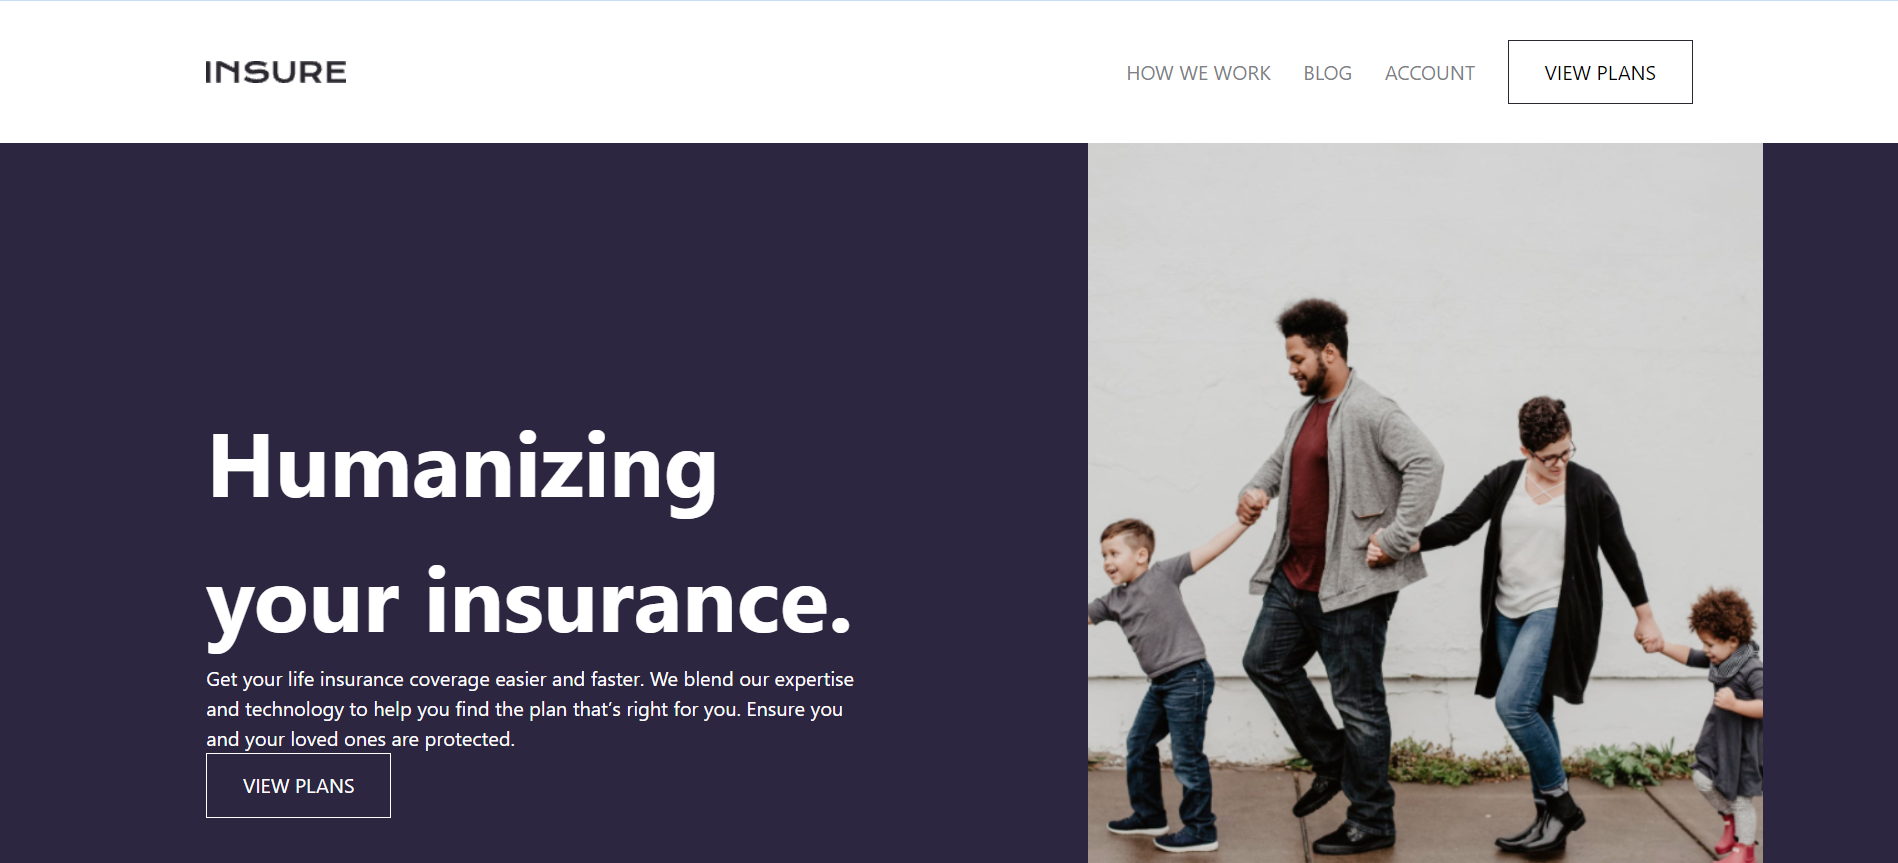 INSURE
HOW WE WORK
BLOG
ACCOUNT
VIEW PLANS
Humanizing
your insurance.
Get your life insurance coverage easier and faster. We blend our expertise
and technology to help you find the plan that’s right for you. Ensure you
and your loved ones are protected.
VIEW PLANS